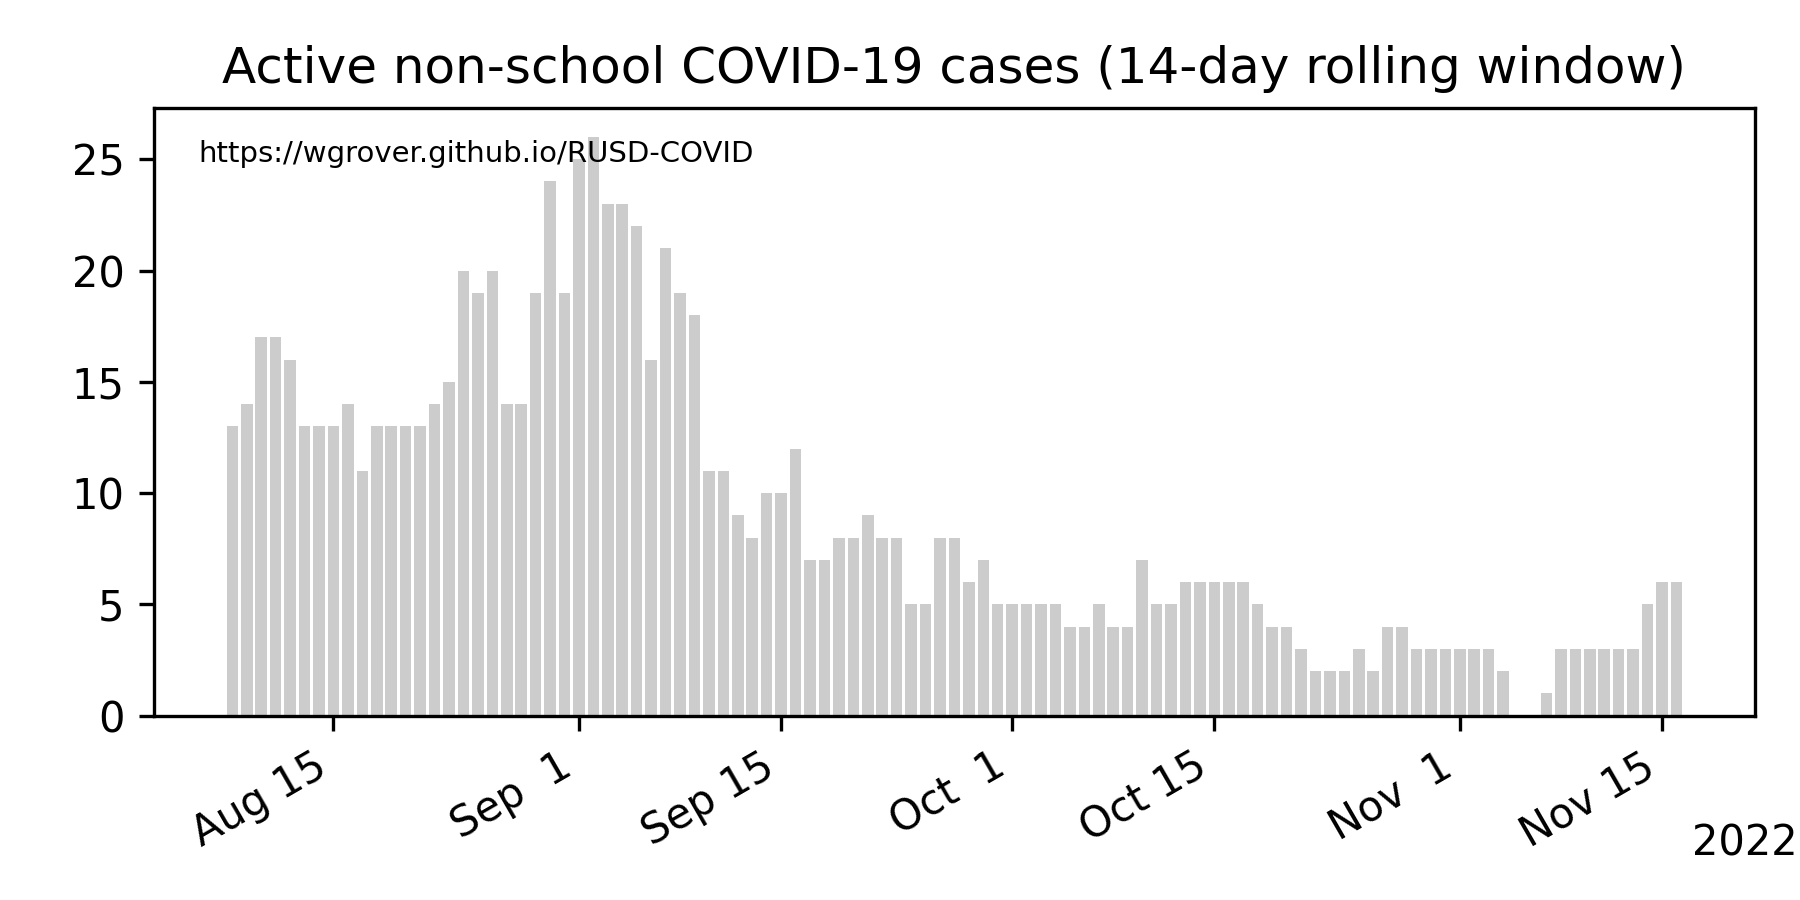 Active non-school COVID-19 cases (14-day rolling window)
https://wgrover.github.io/RUSD-COVID
25
20
15
10
5
0
Aug 15
Sep  1
Sep 15
Oct  1
Oct 15
Nov  1
Nov 15
2022